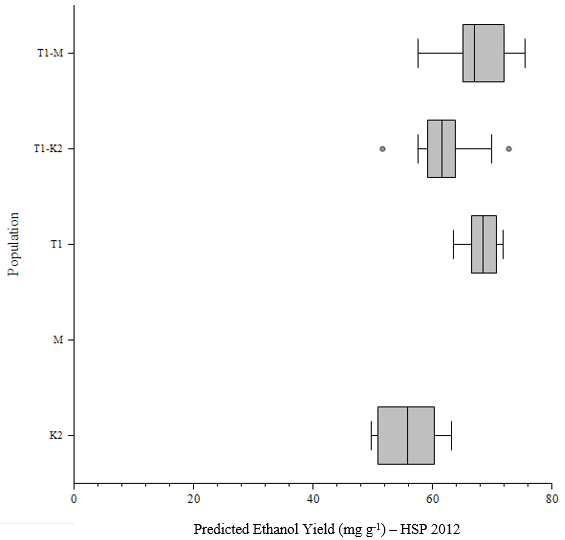 T1-M
T1-K2
T1
M
K2
Population
0 20 40 60 80
Predicted Ethanol Yield (mg g⁻¹) – HSP 2012